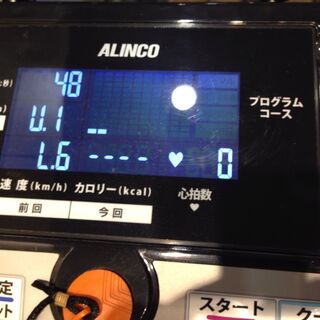 ALINCO
48
U.1 --
プログラム
コース
L.6 ---- ♥ 0
速度(km/h) カロリー(kcal) 心拍数
♥
前回 今回
スタート